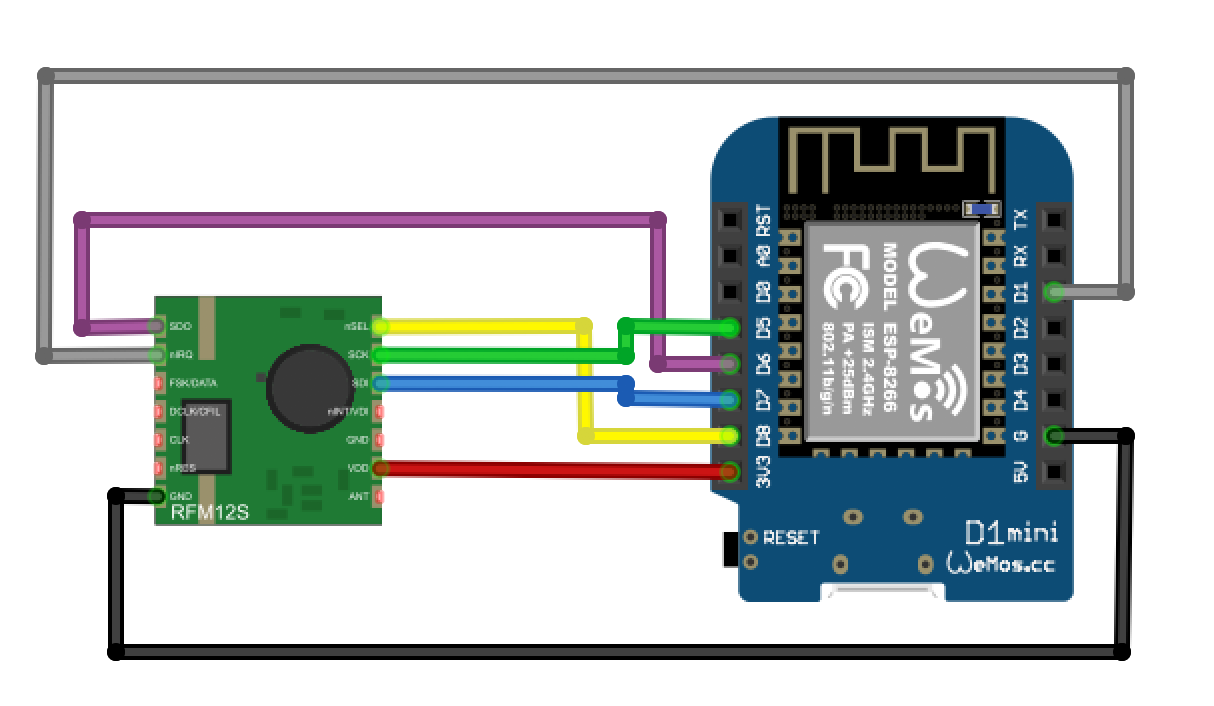 SDO
nIRQ
FSK/DATA
DCLK/CFIL
CLK
nRES
GND
RFM12S
nSEL
SCK
SDI
nINT/VDI
GND
VDD
ANT
RST
A0
D0
D5
D6
D7
D8
3V3
TX
RX
D1
D2
D3
D4
G
5V
WeMos
FC
MODEL ESP-8266
ISM 2.4GHz
PA +25dBm
802.11b/g/n
RESET
D1mini
WeMos.cc